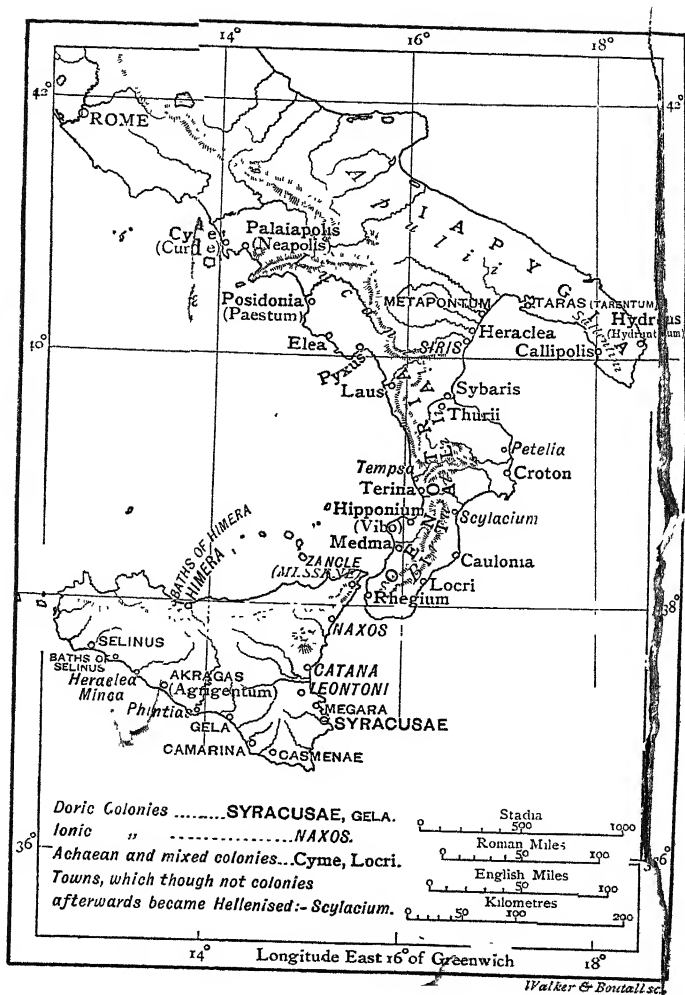 14° 16° 18°
42° 42°
ROME
Apuli
IAPYGIA
Palaiapolis
(Neapolis)
Posidonia
(Paestum)
METAPONTUM
TARAS (TARENTUM)
Heraclea
SIRIS
Callipolis
Elea
Pyxus
Laus
Sybaris
Thurii
Petelia
Croton
Terina
Hipponium
(Vibo)
Scylacium
Medma
Caulonia
Locri
Rhegium
BATHS OF HIMERA
HIMERA
ZANCLE
38°
NAXOS
SELINUS
BATHS OF
SELINUS
Heraclea
Minoa
AKRAGAS
(Agrigentum)
Phintias
GELA
CAMARINA
CASMENAE
CATANA
LEONTONI
MEGARA
SYRACUSAE
Doric Colonies .........SYRACUSAE, GELA.
Ionic „ ...............NAXOS.
Achaean and mixed colonies...Cyme, Locri.
Towns, which though not colonies
afterwards became Hellenised:- Scylacium.
Stadia
0 500 1000
Roman Miles
0 50 100
English Miles
0 50 100
Kilometres
0 50 100 200
36°
14° 18°
Longitude East 16° of Greenwich
Walker & Boutall sc.